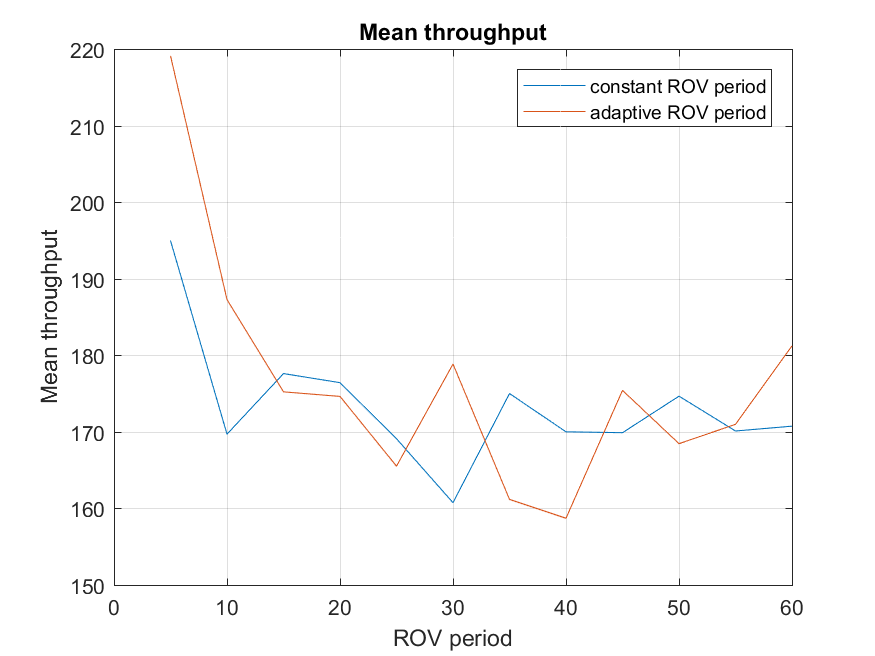 Mean throughput
220
210
200
190
180
170
160
150
0 10 20 30 40 50 60
Mean throughput
ROV period
constant ROV period
adaptive ROV period